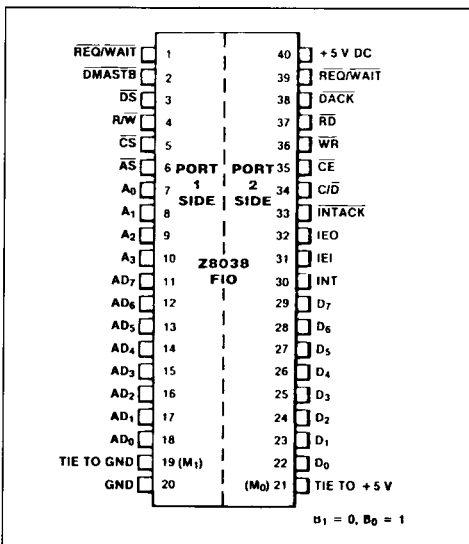 REQ/WAIT 1 40 +5 V DC
DMASTB 2 39 REQ/WAIT
DS 3 38 DACK
R/W 4 37 RD
CS 5 36 WR
AS 6 35 CE
PORT PORT
A0 7 1 2 34 C/D
SIDE SIDE
A1 8 33 INTACK
A2 9 32 IEO
A3 10 31 IEI
Z8038
FIO
AD7 11 30 INT
AD6 12 29 D7
AD5 13 28 D6
AD4 14 27 D5
AD3 15 26 D4
AD2 16 25 D3
AD1 17 24 D2
AD0 18 23 D1
TIE TO GND 19 (M1) 22 D0
GND 20 (M0) 21 TIE TO +5 V
B1 = 0, B0 = 1